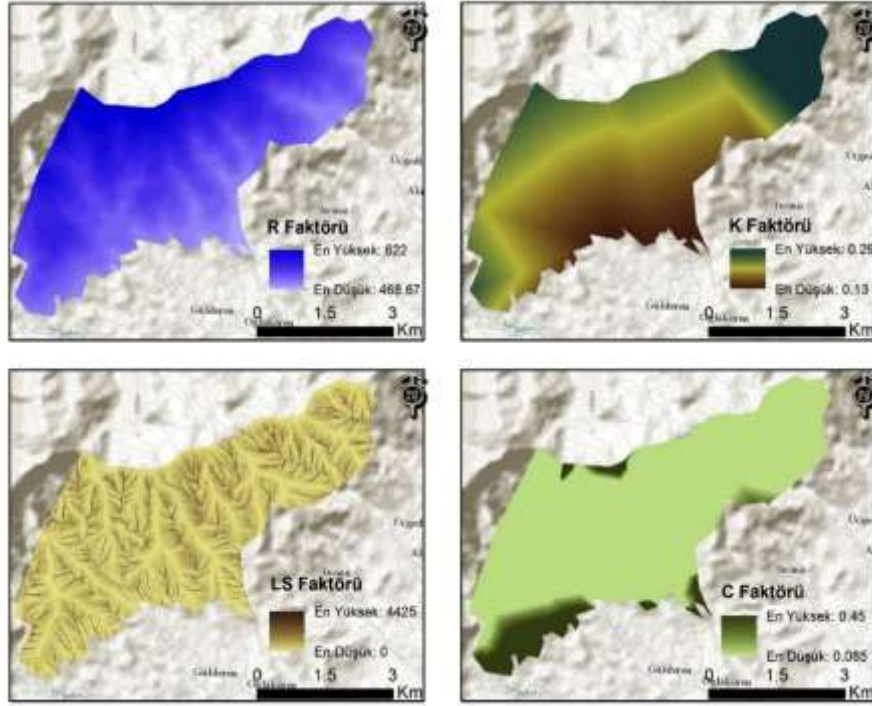 R Faktörü
En Yüksek: 622
En Düşük: 468.67
0 1.5 3
Km
K Faktörü
En Yüksek: 0.29
En Düşük: 0.13
0 1.5 3
Km
LS Faktörü
En Yüksek: 4425
En Düşük: 0
0 1.5 3
Km
C Faktörü
En Yüksek: 0.45
En Düşük: 0.085
0 1.5 3
Km